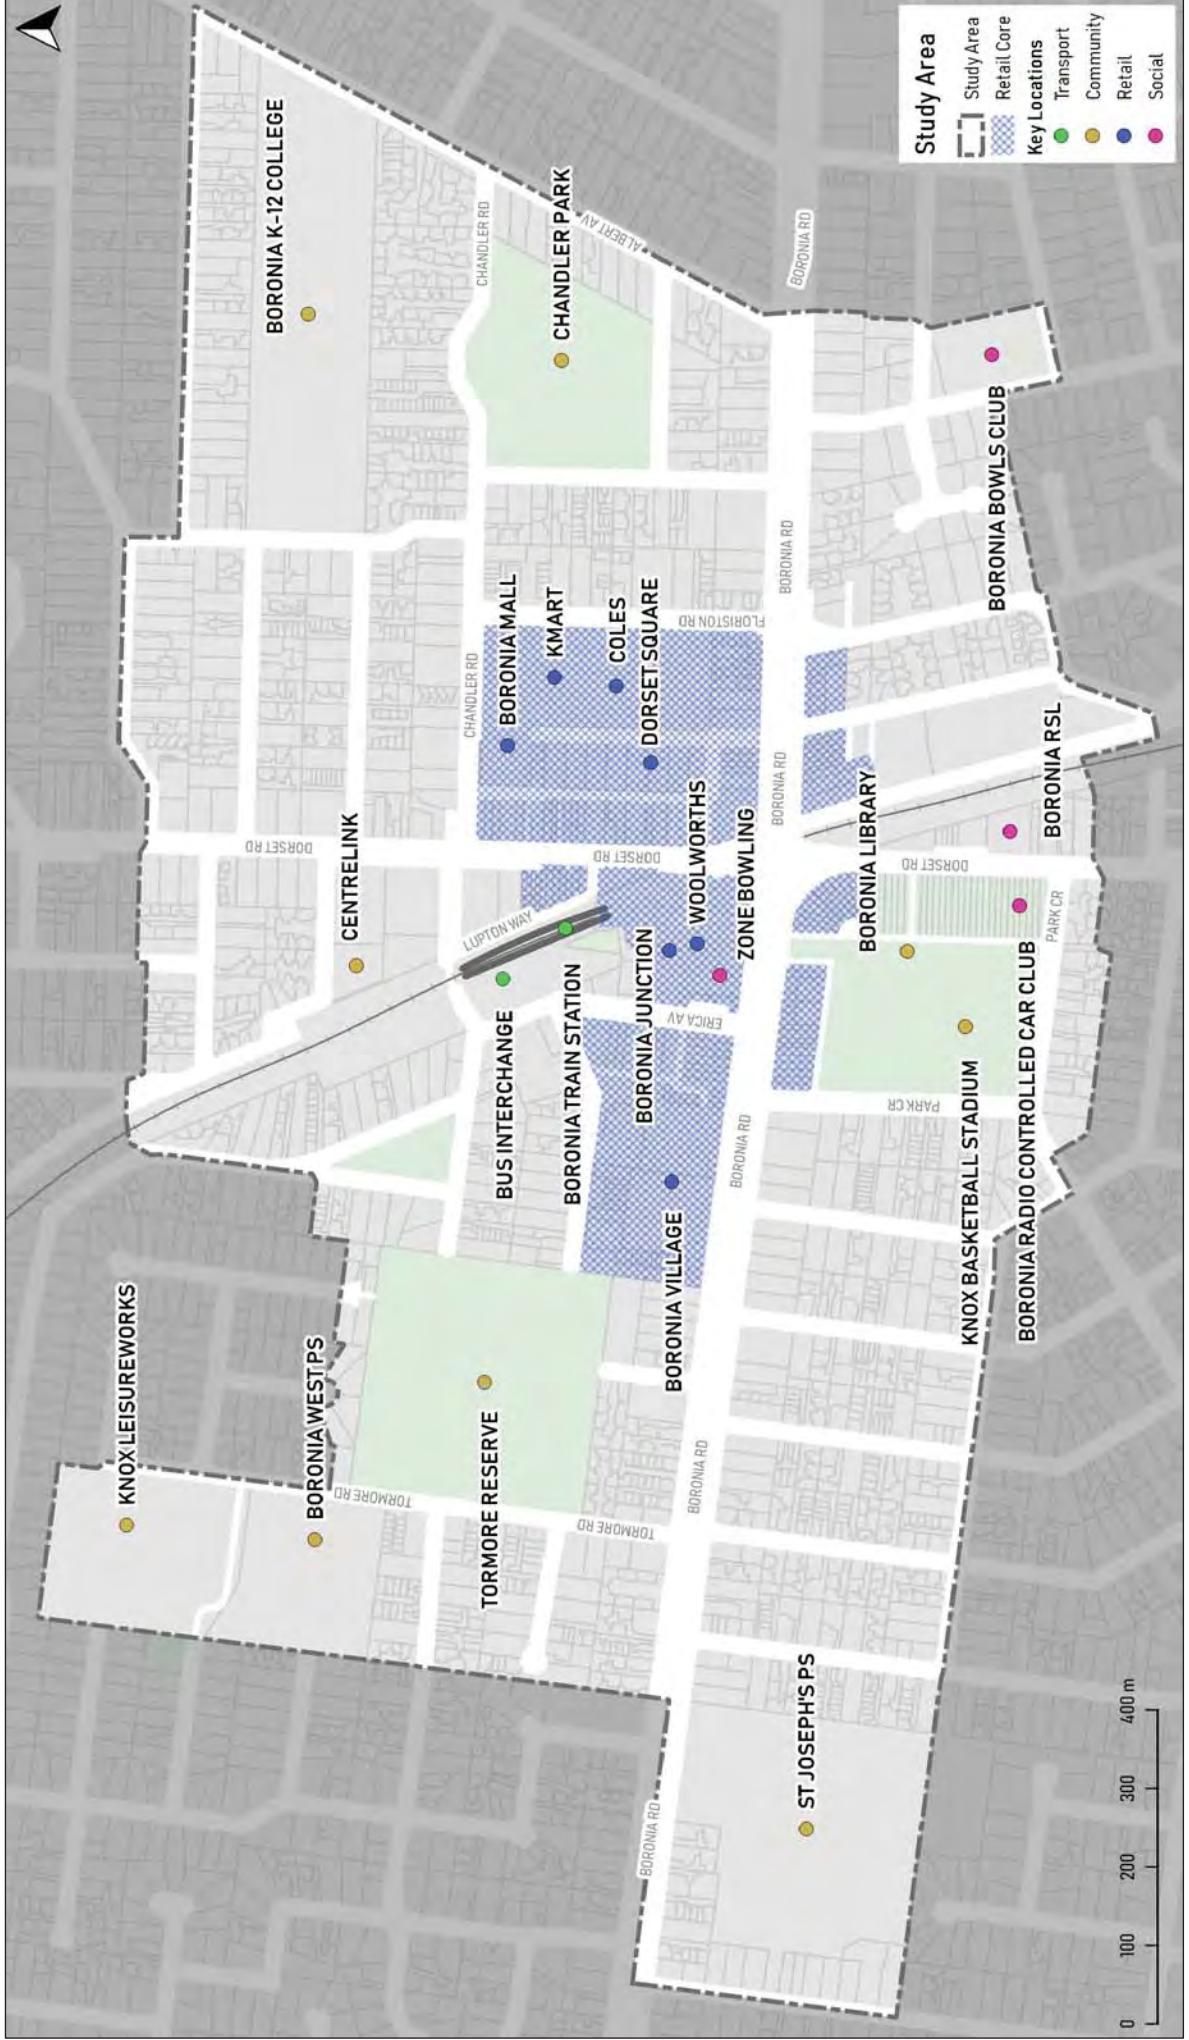 KNOX LEISUREWORKS
BORONIA WEST PS
TORMORE RD
TORMORE RESERVE
TORMORE RD
BORONIA RD
ST JOSEPH'S PS
BORONIA RD
0 100 200 300 400 m
CENTRELINK
BUS INTERCHANGE
LUPTON WAY
BORONIA TRAIN STATION
BORONIA JUNCTION
BORONIA VILLAGE
ERICA AV
WOOLWORTHS
ZONE BOWLING
BORONIA RD
PARK CR
KNOX BASKETBALL STADIUM
BORONIA RADIO CONTROLLED CAR CLUB
BORONIA LIBRARY
DORSET RD
PARK CR
BORONIA RSL
DORSET RD
DORSET RD
CHANDLER RD
BORONIA MALL
KMART
COLES
DORSET SQUARE
FLORISTON RD
BORONIA RD
BORONIA RD
BORONIA BOWLS CLUB
BORONIA K-12 COLLEGE
CHANDLER RD
CHANDLER PARK
ALBERT AV
BORONIA RD
Study Area
Study Area
Retail Core
Key Locations
Transport
Community
Retail
Social